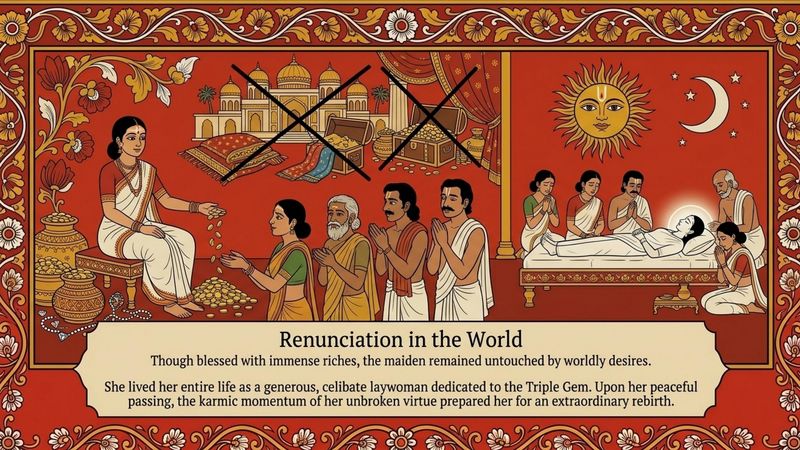 Renunciation in the World
Though blessed with immense riches, the maiden remained untouched by worldly desires.
She lived her entire life as a generous, celibate laywoman dedicated to the Triple Gem. Upon her peaceful
passing, the karmic momentum of her unbroken virtue prepared her for an extraordinary rebirth.